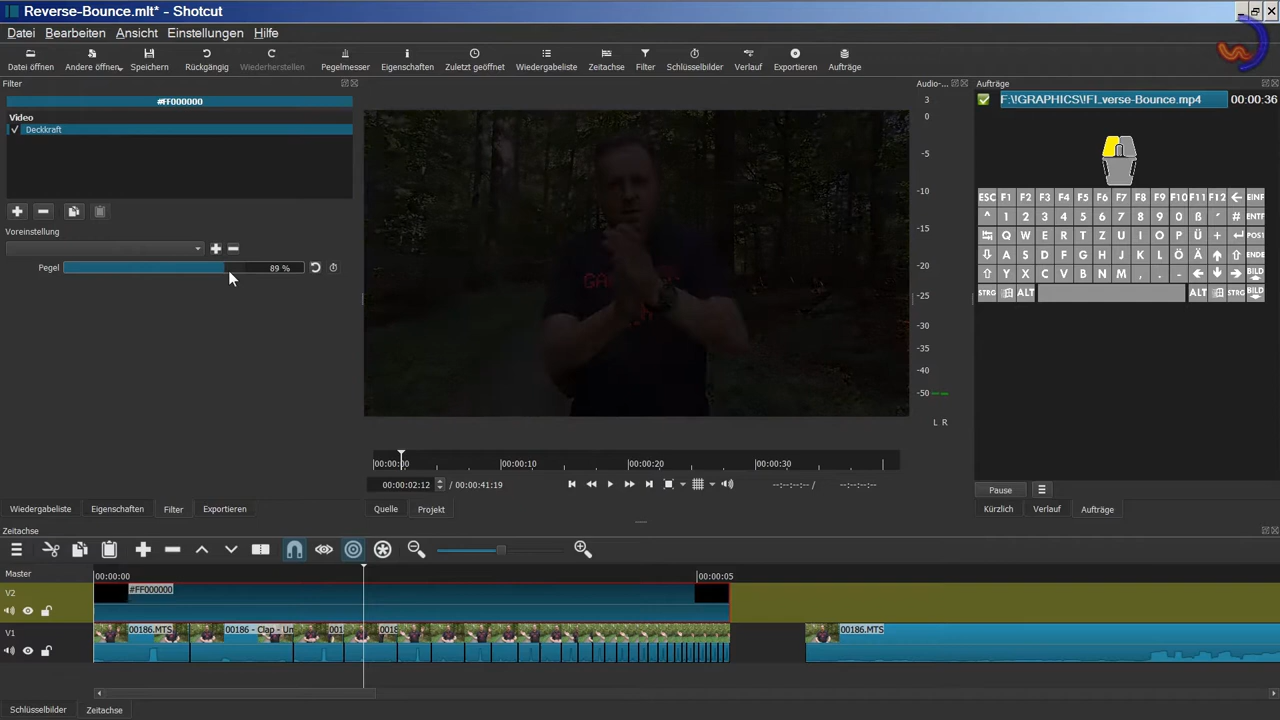 Reverse-Bounce.mlt* - Shotcut
Datei Bearbeiten Ansicht Einstellungen Hilfe
Datei öffnen Andere öffnen Speichern Rückgängig Wiederherstellen Pegelmesser Eigenschaften Zuletzt geöffnet Wiedergabeliste Zeitachse Filter Schlüsselbilder Verlauf Exportieren Aufträge
Filter Audio-... Aufträge
#FF000000
Video
Deckkraft
Voreinstellung
Pegel 89 %
3
0
-5
-10
-15
-20
-25
-30
-35
-40
-50
L R
F:\!GRAPHICS\!FI_verse-Bounce.mp4 00:00:36
ESC F1 F2 F3 F4 F5 F6 F7 F8 F9 F10 F11 F12 ← EINF
^ 1 2 3 4 5 6 7 8 9 0 ß ´ # ENTF
Q W E R T Z U I O P Ü + POS1
A S D F G H J K L Ö Ä ENDE
Y X C V B N M , . - BILD
STRG ALT ALT STRG BILD
00:00:00 00:00:10 00:00:20 00:00:30
00:00:02:12 / 00:00:41:19 --:--:--:-- / --:--:--:--
Pause
Wiedergabeliste Eigenschaften Filter Exportieren Quelle Projekt Kürzlich Verlauf Aufträge
Zeitachse
Master 00:00:00 00:00:05
V2 #FF000000
V1 00186.MTS 00186 - Clap - Un 001 0018 00186.MTS
Schlüsselbilder Zeitachse